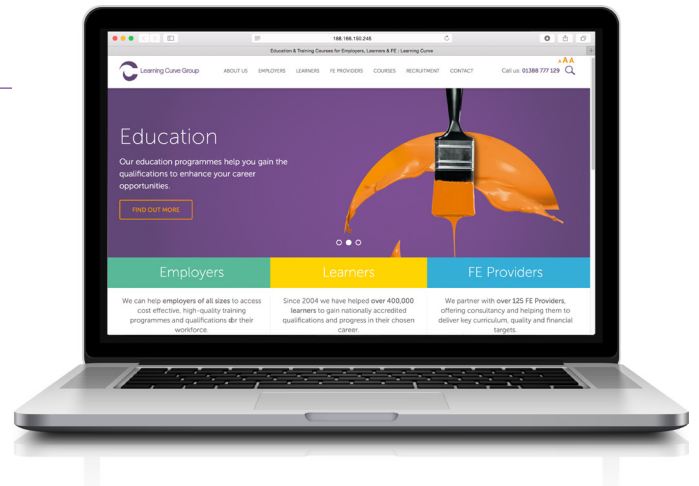 188.166.150.246
Education & Training Courses for Employers, Learners & FE : Learning Curve
AAA
Learning Curve Group
ABOUT US EMPLOYERS LEARNERS FE PROVIDERS COURSES RECRUITMENT CONTACT
Call us: 01388 777 129
Education
Our education programmes help you gain the
qualifications to enhance your career
opportunities.
FIND OUT MORE
Employers
We can help employers of all sizes to access
cost effective, high-quality training
programmes and qualifications for their
workforce.
Learners
Since 2004 we have helped over 400,000
learners to gain nationally accredited
qualifications and progress in their chosen
career.
FE Providers
We partner with over 125 FE Providers,
offering consultancy and helping them to
deliver key curriculum, quality and financial
targets.